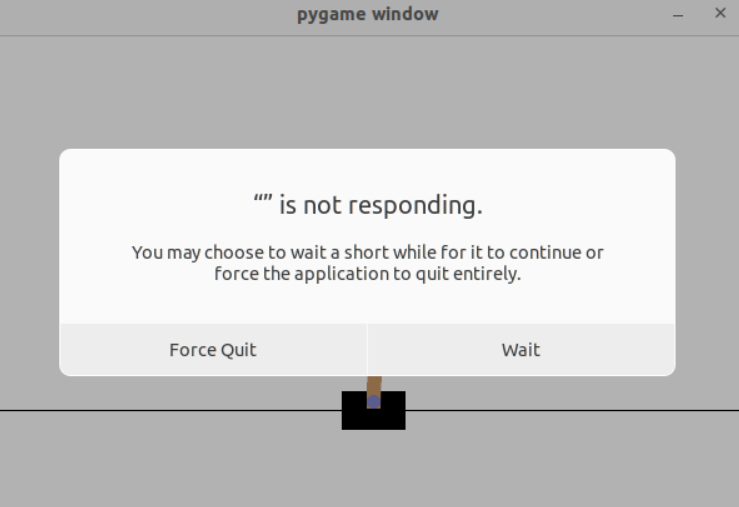 pygame window
“” is not responding.
You may choose to wait a short while for it to continue or
force the application to quit entirely.
Force Quit
Wait